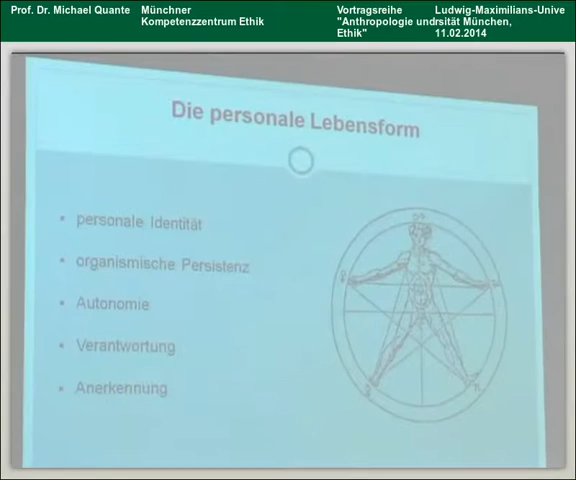 Prof. Dr. Michael Quante
Münchner
Kompetenzzentrum Ethik
Vortragsreihe
"Anthropologie und
Ethik"
Ludwig-Maximilians-Unive
rsität München,
11.02.2014
Die personale Lebensform
personale Identität
organismische Persistenz
Autonomie
Verantwortung
Anerkennung